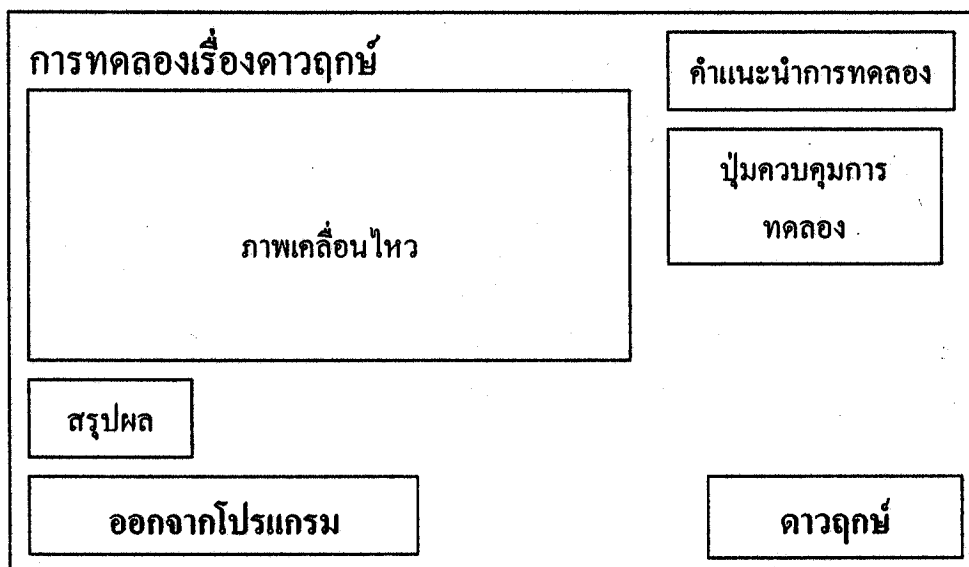 การทดลองเรื่องดาวฤกษ์
คำแนะนำการทดลอง
ปุ่มควบคุมการ
ทดลอง
ภาพเคลื่อนไหว
สรุปผล
ออกจากโปรแกรม
ดาวฤกษ์